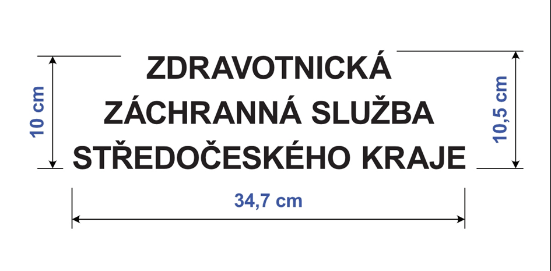 ZDRAVOTNICKÁ
ZÁCHRANNÁ SLUŽBA
STŘEDOČESKÉHO KRAJE
10 cm
10,5 cm
34,7 cm